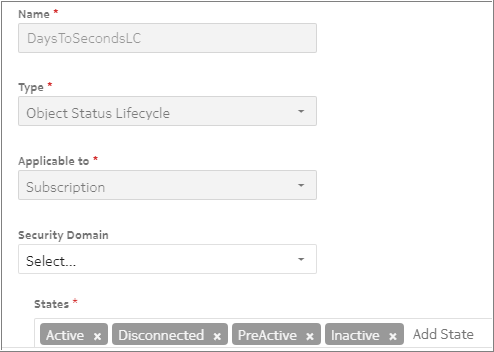 Name *
DaysToSecondsLC
Type *
Object Status Lifecycle
Applicable to *
Subscription
Security Domain
Select...
States *
Active × Disconnected × PreActive × Inactive × Add State